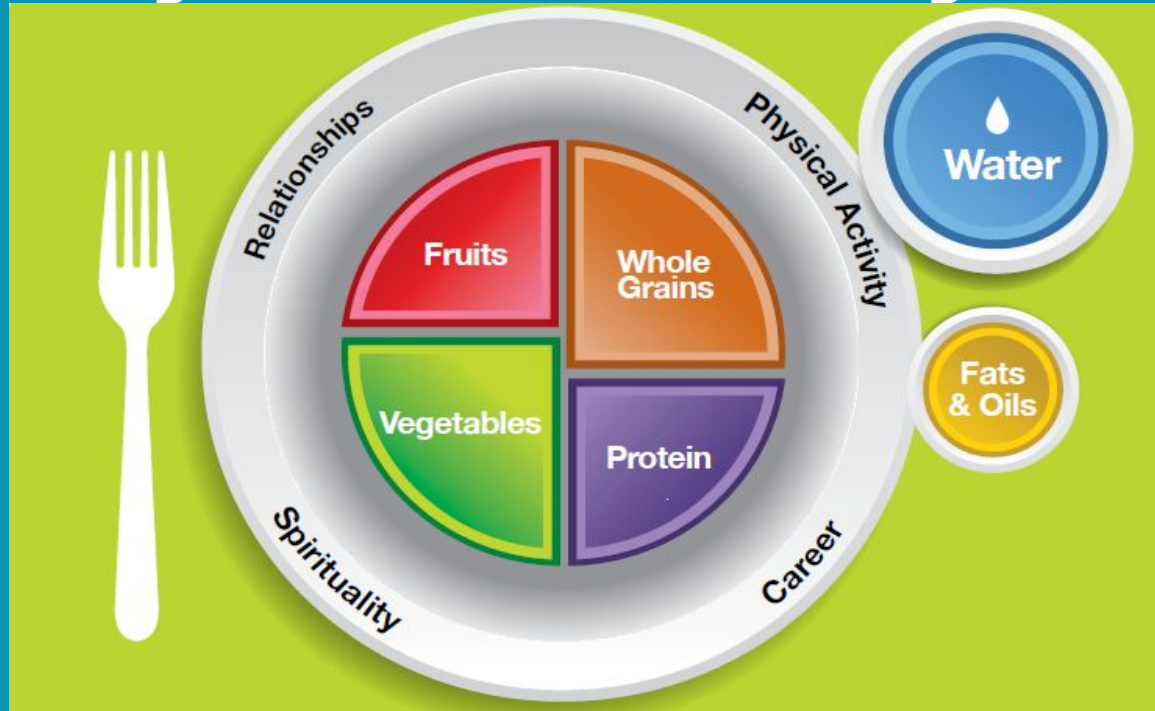 Relationships
Physical Activity
Water
Fruits
Whole
Grains
Fats
& Oils
Vegetables
Protein
Spirituality
Career